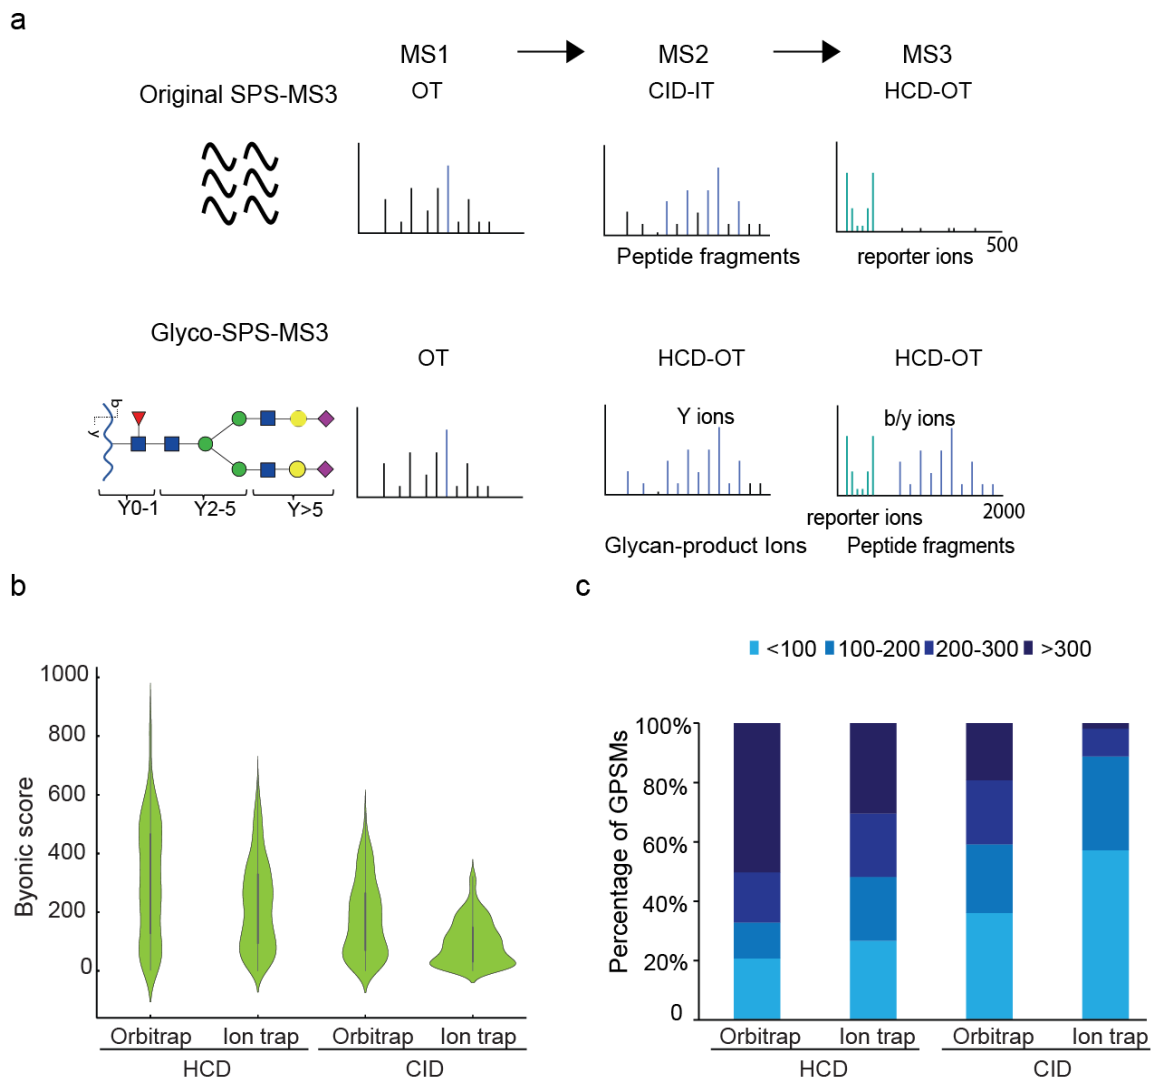 a
MS1 MS2 MS3
Original SPS-MS3 OT CID-IT HCD-OT
500
Peptide fragments reporter ions
Glyco-SPS-MS3
OT HCD-OT HCD-OT
b
y
Y ions b/y ions
Y0-1 Y2-5 Y>5
reporter ions 2000
Glycan-product Ions Peptide fragments
b
Byonic score
1000
800
600
400
200
0
Orbitrap Ion trap Orbitrap Ion trap
HCD CID
c
<100 100-200 200-300 >300
Percentage of GPSMs
100%
80%
60%
40%
20%
0
Orbitrap Ion trap Orbitrap Ion trap
HCD CID